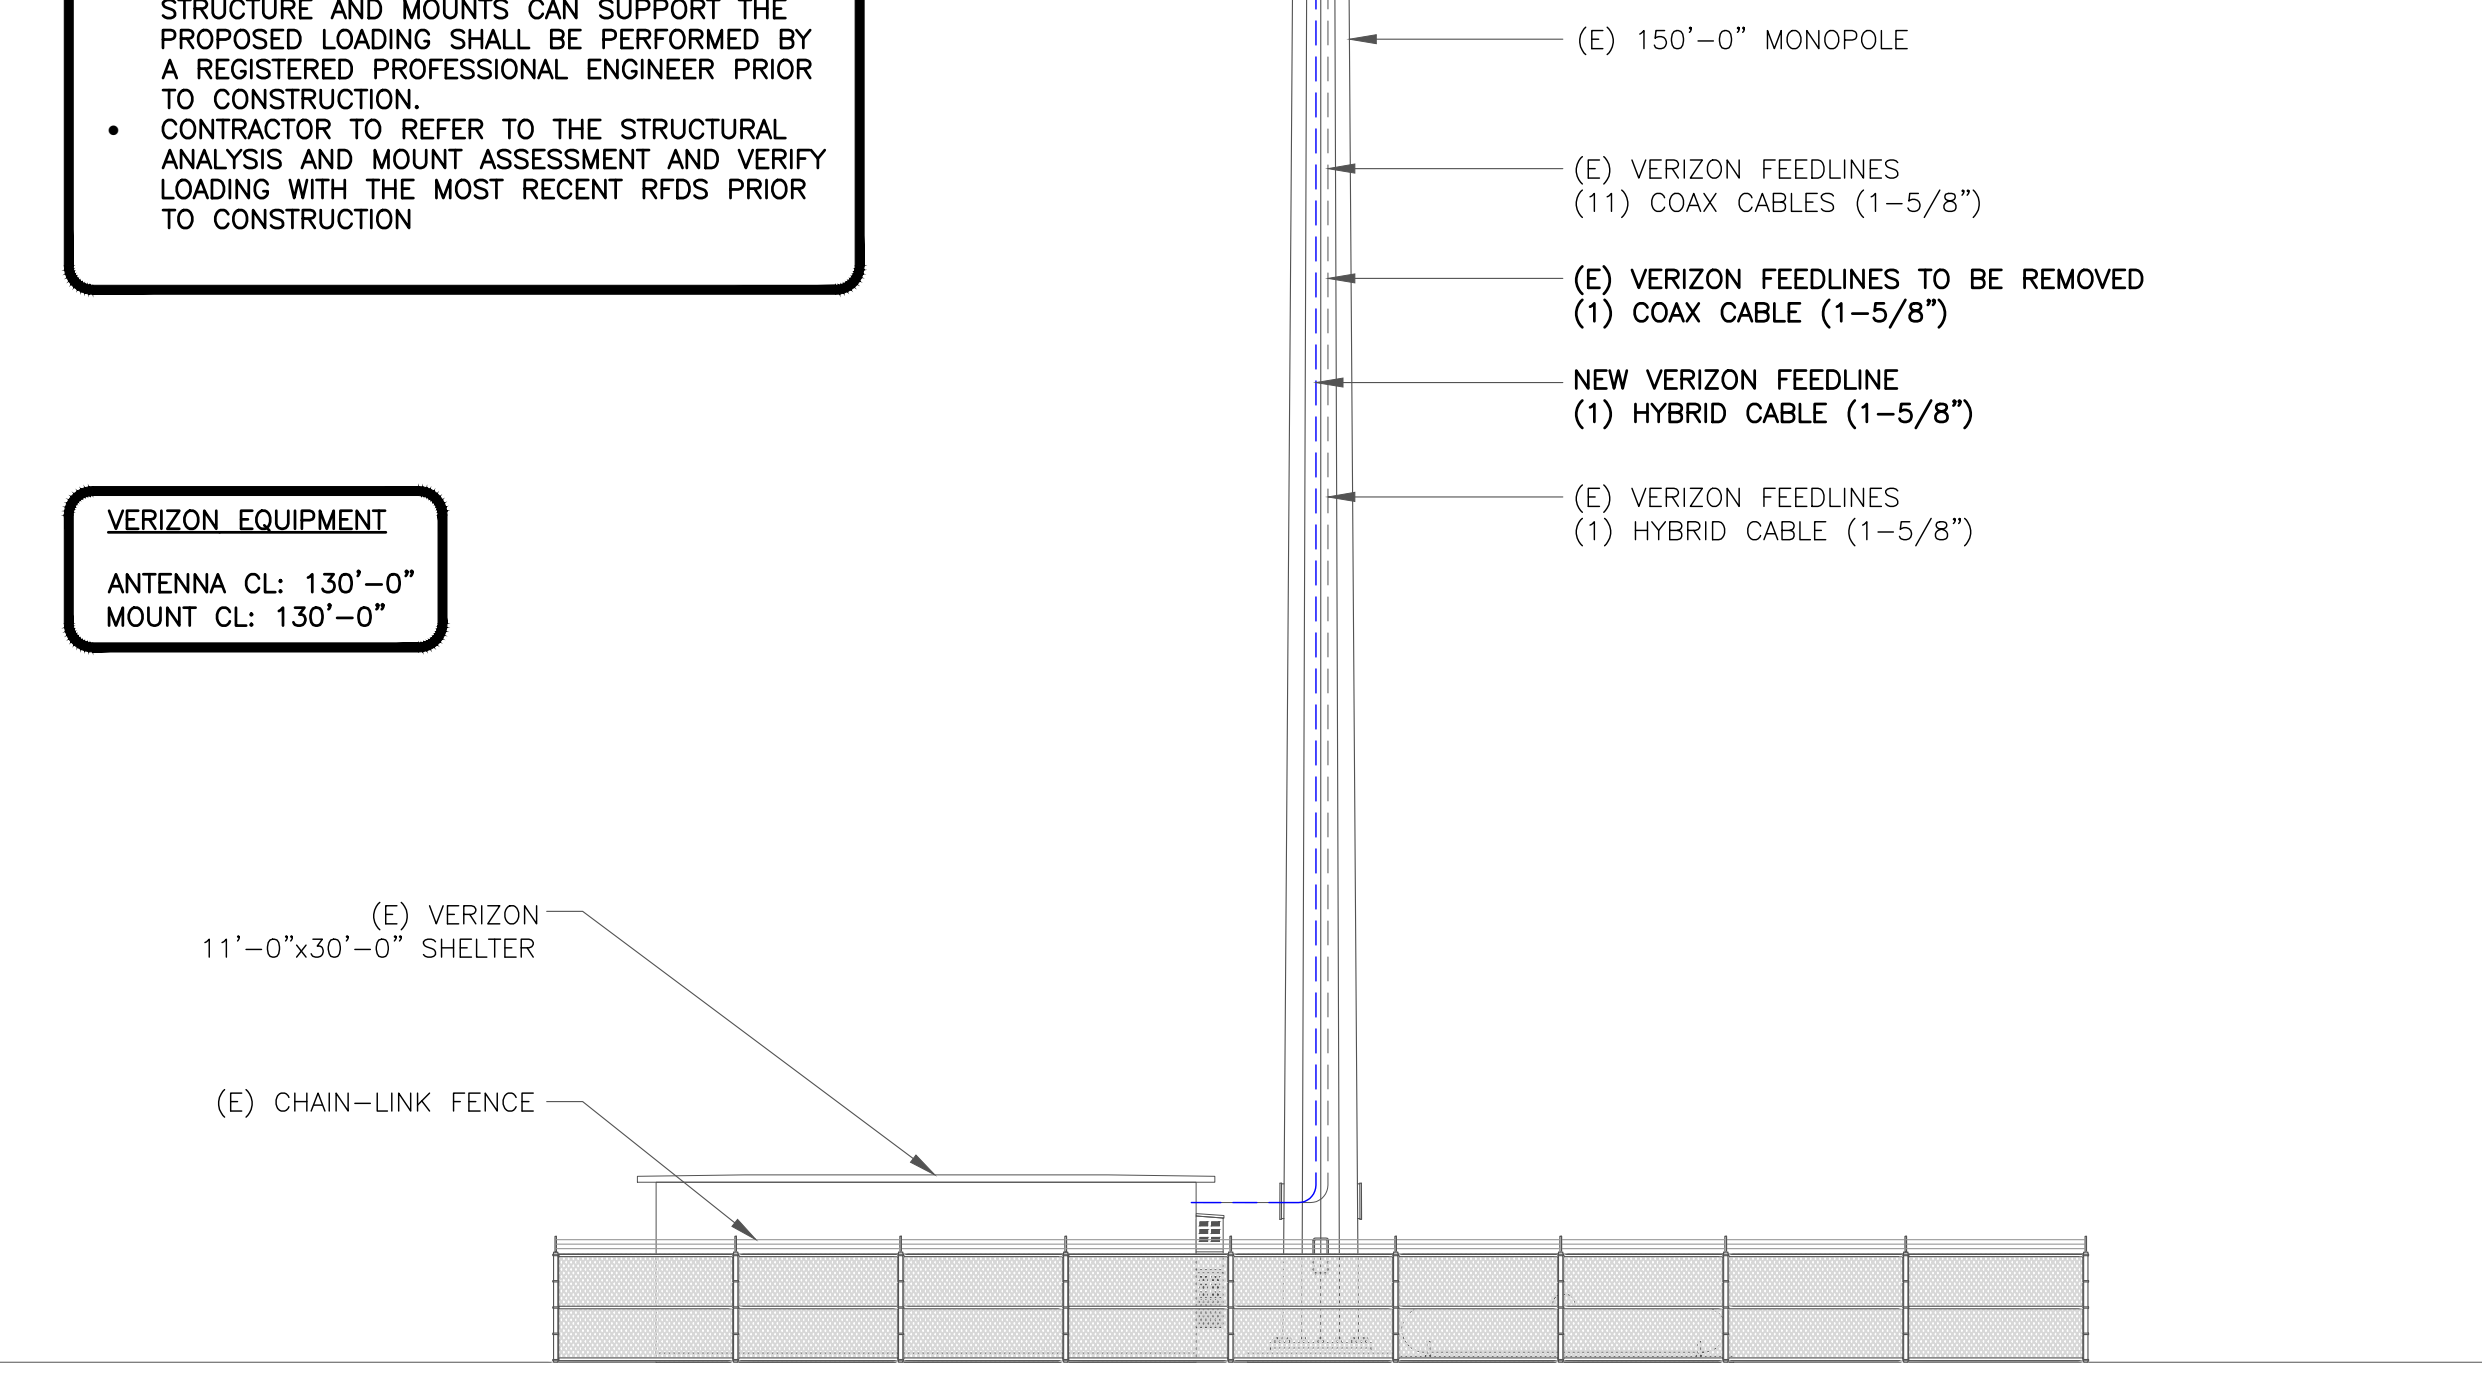 STRUCTURE AND MOUNTS CAN SUPPORT THE
PROPOSED LOADING SHALL BE PERFORMED BY
A REGISTERED PROFESSIONAL ENGINEER PRIOR
TO CONSTRUCTION.
• CONTRACTOR TO REFER TO THE STRUCTURAL
ANALYSIS AND MOUNT ASSESSMENT AND VERIFY
LOADING WITH THE MOST RECENT RFDS PRIOR
TO CONSTRUCTION
(E) 150'-0" MONOPOLE
(E) VERIZON FEEDLINES
(11) COAX CABLES (1-5/8")
(E) VERIZON FEEDLINES TO BE REMOVED
(1) COAX CABLE (1-5/8")
NEW VERIZON FEEDLINE
(1) HYBRID CABLE (1-5/8")
(E) VERIZON FEEDLINES
(1) HYBRID CABLE (1-5/8")
VERIZON EQUIPMENT
ANTENNA CL: 130'-0"
MOUNT CL: 130'-0"
(E) VERIZON
11'-0"x30'-0" SHELTER
(E) CHAIN-LINK FENCE